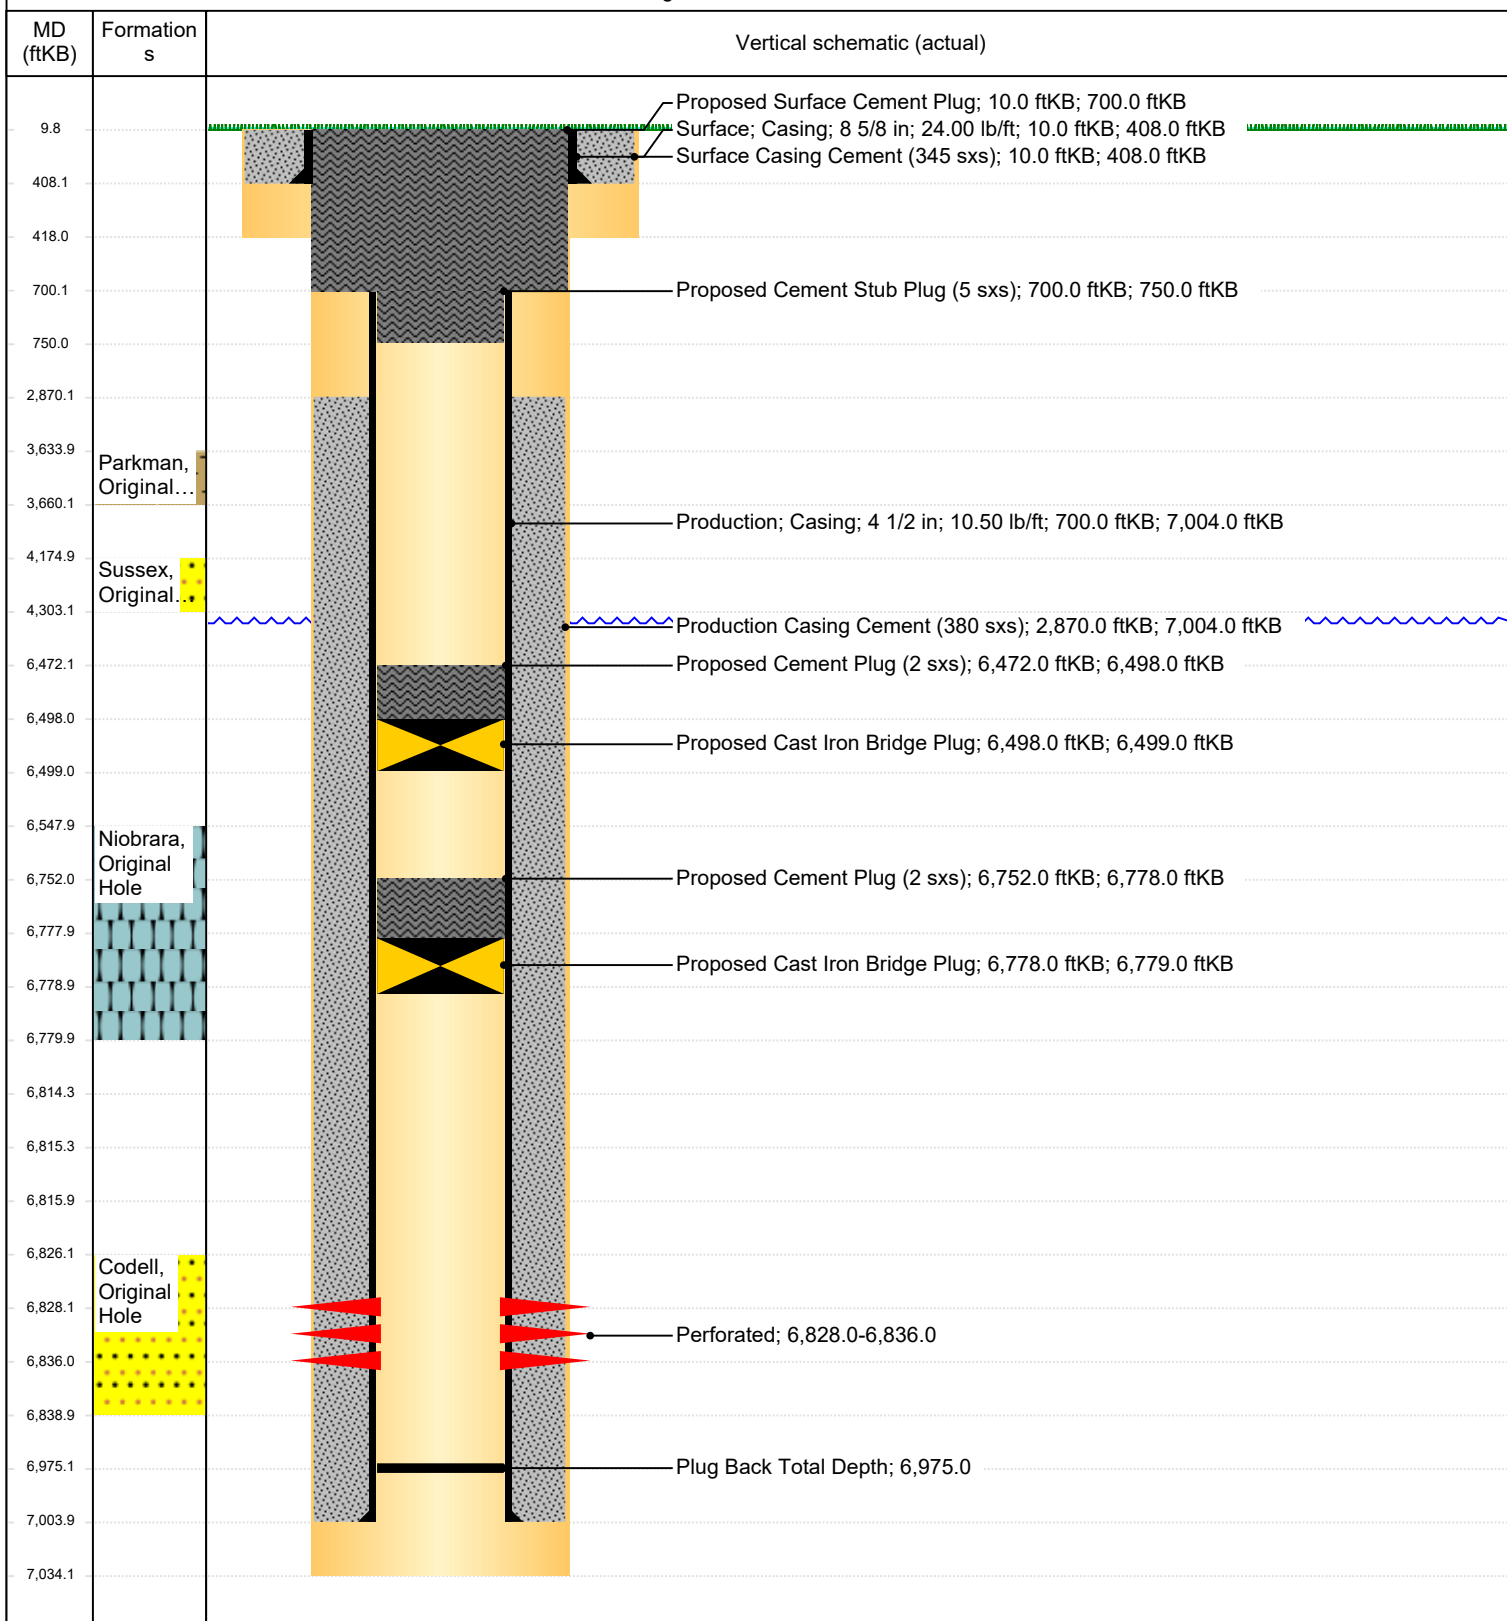 MD
(ftKB)
Formation
s
Vertical schematic (actual)
Proposed Surface Cement Plug; 10.0 ftKB; 700.0 ftKB
9.8
Surface; Casing; 8 5/8 in; 24.00 lb/ft; 10.0 ftKB; 408.0 ftKB
Surface Casing Cement (345 sxs); 10.0 ftKB; 408.0 ftKB
408.1
418.0
700.1
Proposed Cement Stub Plug (5 sxs); 700.0 ftKB; 750.0 ftKB
750.0
2,870.1
3,633.9
Parkman,
Original…
3,660.1
Production; Casing; 4 1/2 in; 10.50 lb/ft; 700.0 ftKB; 7,004.0 ftKB
4,174.9
Sussex,
Original…
4,303.1
Production Casing Cement (380 sxs); 2,870.0 ftKB; 7,004.0 ftKB
6,472.1
Proposed Cement Plug (2 sxs); 6,472.0 ftKB; 6,498.0 ftKB
6,498.0
Proposed Cast Iron Bridge Plug; 6,498.0 ftKB; 6,499.0 ftKB
6,499.0
6,547.9
Niobrara,
Original
Hole
6,752.0
Proposed Cement Plug (2 sxs); 6,752.0 ftKB; 6,778.0 ftKB
6,777.9
Proposed Cast Iron Bridge Plug; 6,778.0 ftKB; 6,779.0 ftKB
6,778.9
6,779.9
6,814.3
6,815.3
6,815.9
6,826.1
Codell,
Original
Hole
6,828.1
Perforated; 6,828.0-6,836.0
6,836.0
6,838.9
6,975.1
Plug Back Total Depth; 6,975.0
7,003.9
7,034.1